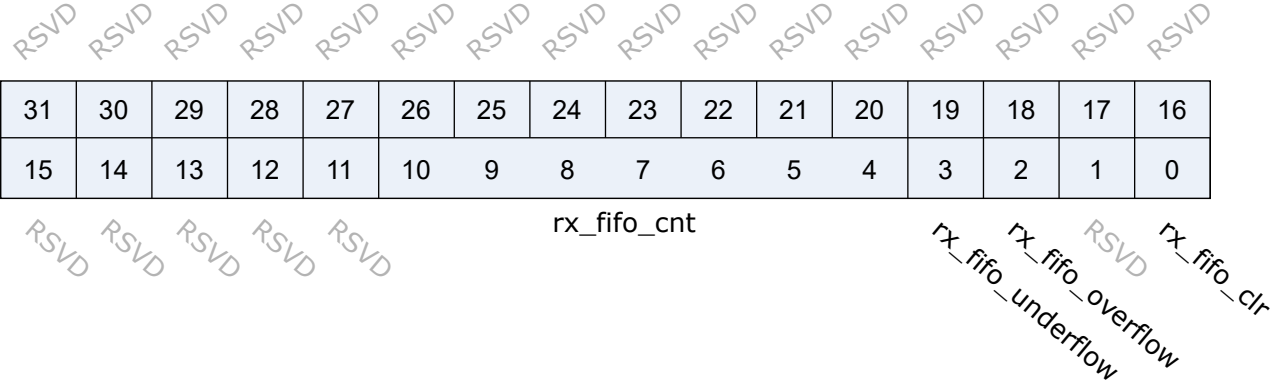 RSVD RSVD RSVD RSVD RSVD RSVD RSVD RSVD RSVD RSVD RSVD RSVD RSVD RSVD RSVD RSVD
31 30 29 28 27 26 25 24 23 22 21 20 19 18 17 16
15 14 13 12 11 10 9 8 7 6 5 4 3 2 1 0
RSVD RSVD RSVD RSVD RSVD rx_fifo_cnt rx_fifo_underflow rx_fifo_overflow RSVD rx_fifo_clr